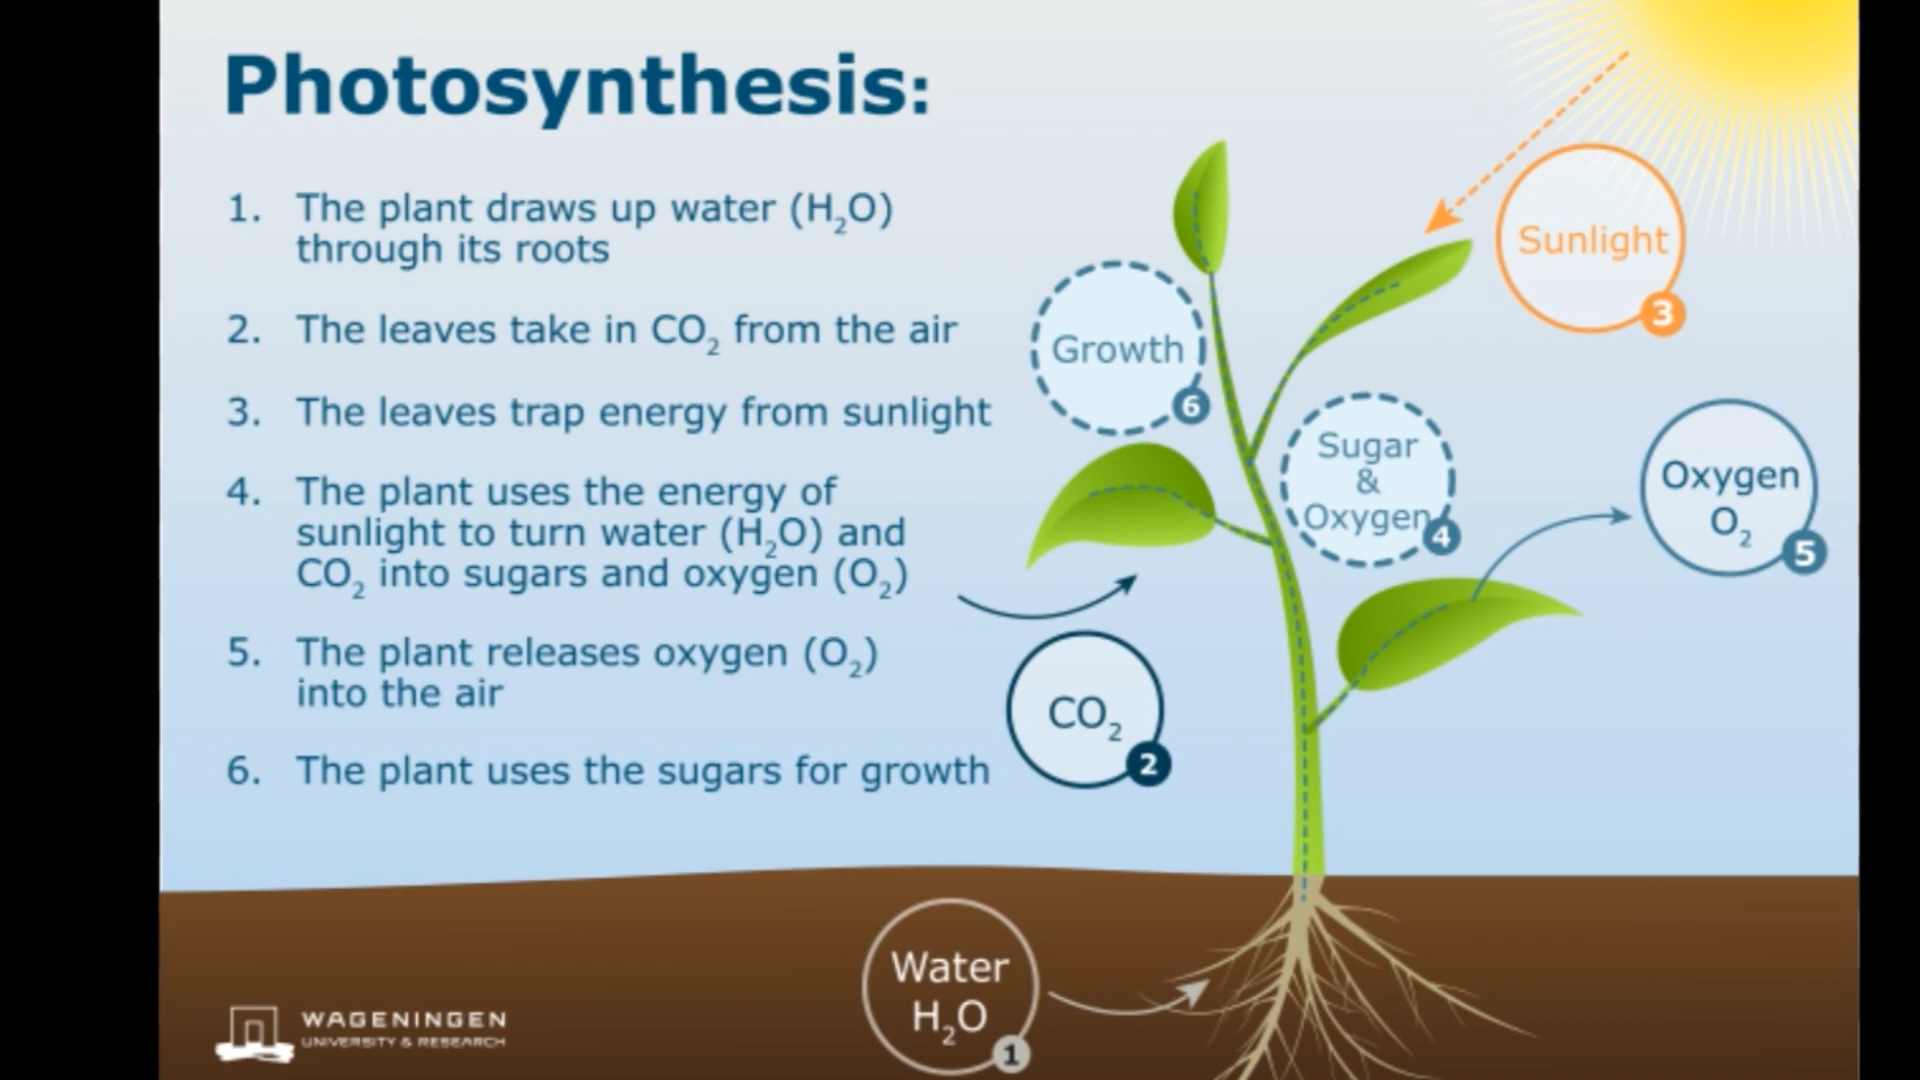 Photosynthesis:
1. The plant draws up water (H₂O)
through its roots
2. The leaves take in CO₂ from the air
3. The leaves trap energy from sunlight
4. The plant uses the energy of
sunlight to turn water (H₂O) and
CO₂ into sugars and oxygen (O₂)
5. The plant releases oxygen (O₂)
into the air
6. The plant uses the sugars for growth
Sunlight
3
Growth
6
Sugar
&
Oxygen
4
Oxygen
O₂
5
CO₂
2
Water
H₂O
1
WAGENINGEN
UNIVERSITY & RESEARCH